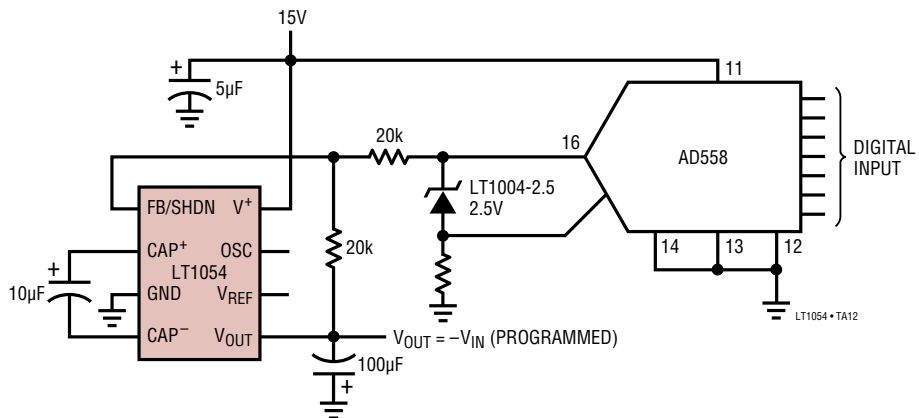 15V
+
5µF
11
20k
16
AD558
DIGITAL
INPUT
LT1004-2.5
2.5V
FB/SHDN V+
CAP+ OSC
LT1054
GND VREF
CAP− VOUT
+
10µF
20k
14 13 12
LT1054 • TA12
VOUT = –VIN (PROGRAMMED)
100µF
+